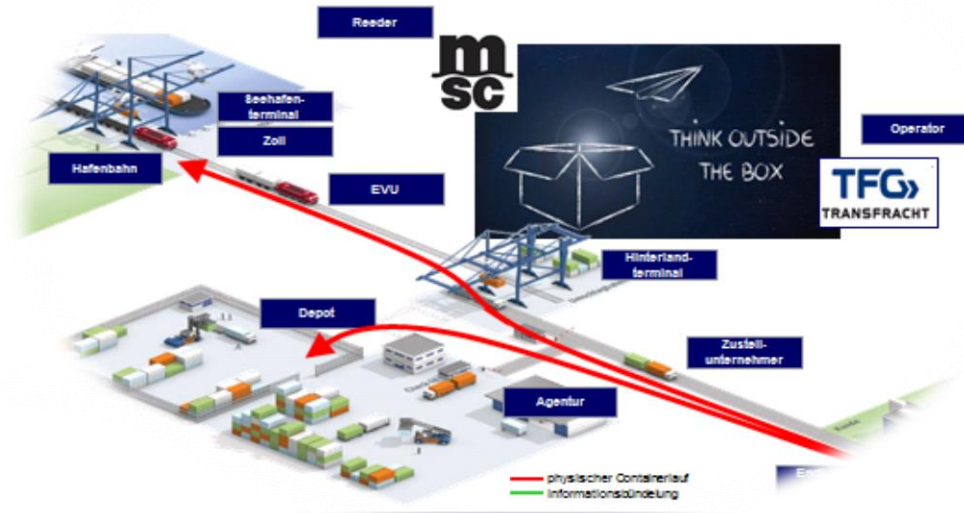 Reeder
msc
Seehafen-
terminal
Zoll
THINK OUTSIDE
THE BOX
Operator
Hafenbahn
EVU
TFG
TRANSFRACHT
Hinterland-
terminal
Depot
Zustell-
unternehmer
Agentur
Kunde
physischer Containerlauf
Informationsbündelung